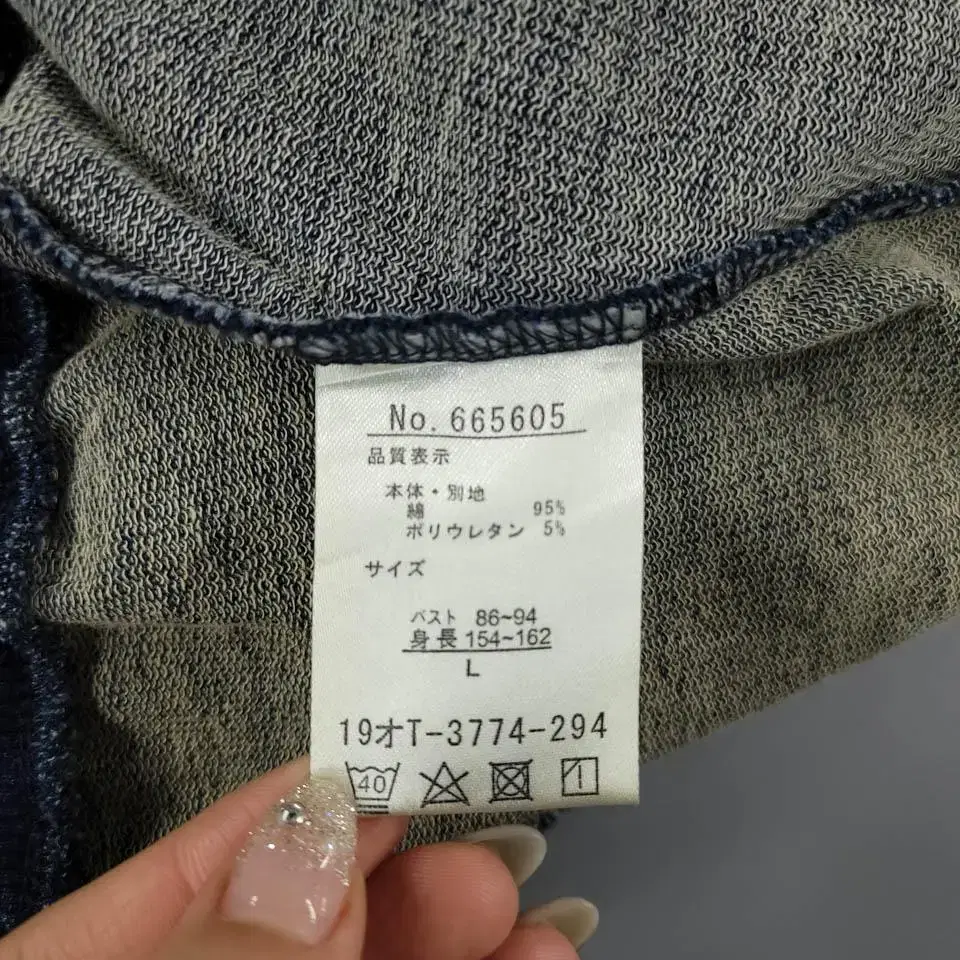 No. 665605
品質表示
本体・別地
綿 95%
ポリウレタン 5%
サイズ
バスト 86~94
身長 154~162
L
19オT-3774-294
40